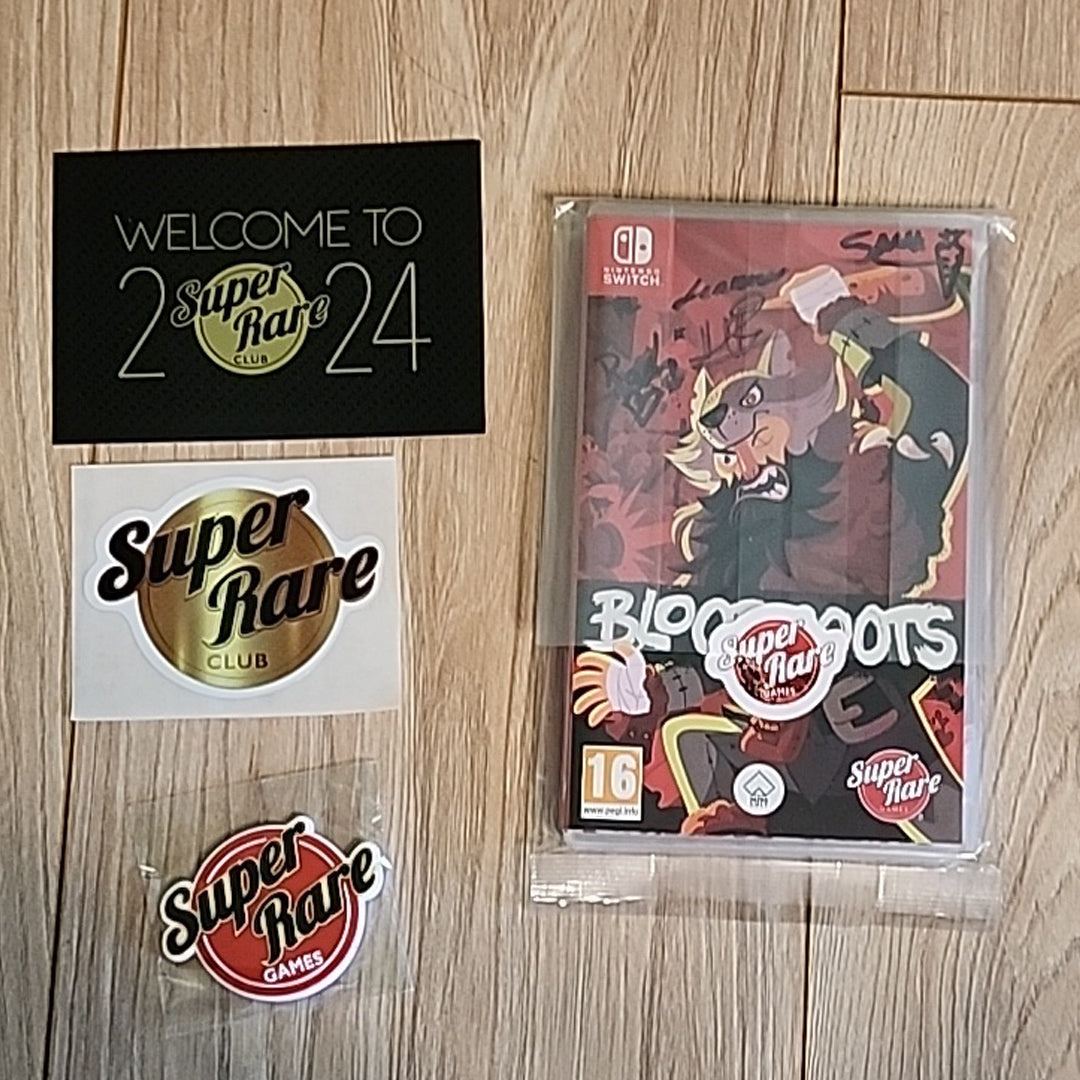 WELCOME TO
2 Super Rare CLUB 24
Super
Rare
CLUB
Super
Rare
GAMES
NINTENDO
SWITCH
Super
Rare
GAMES
16
www.pegi.info
Super
Rare
GAMES